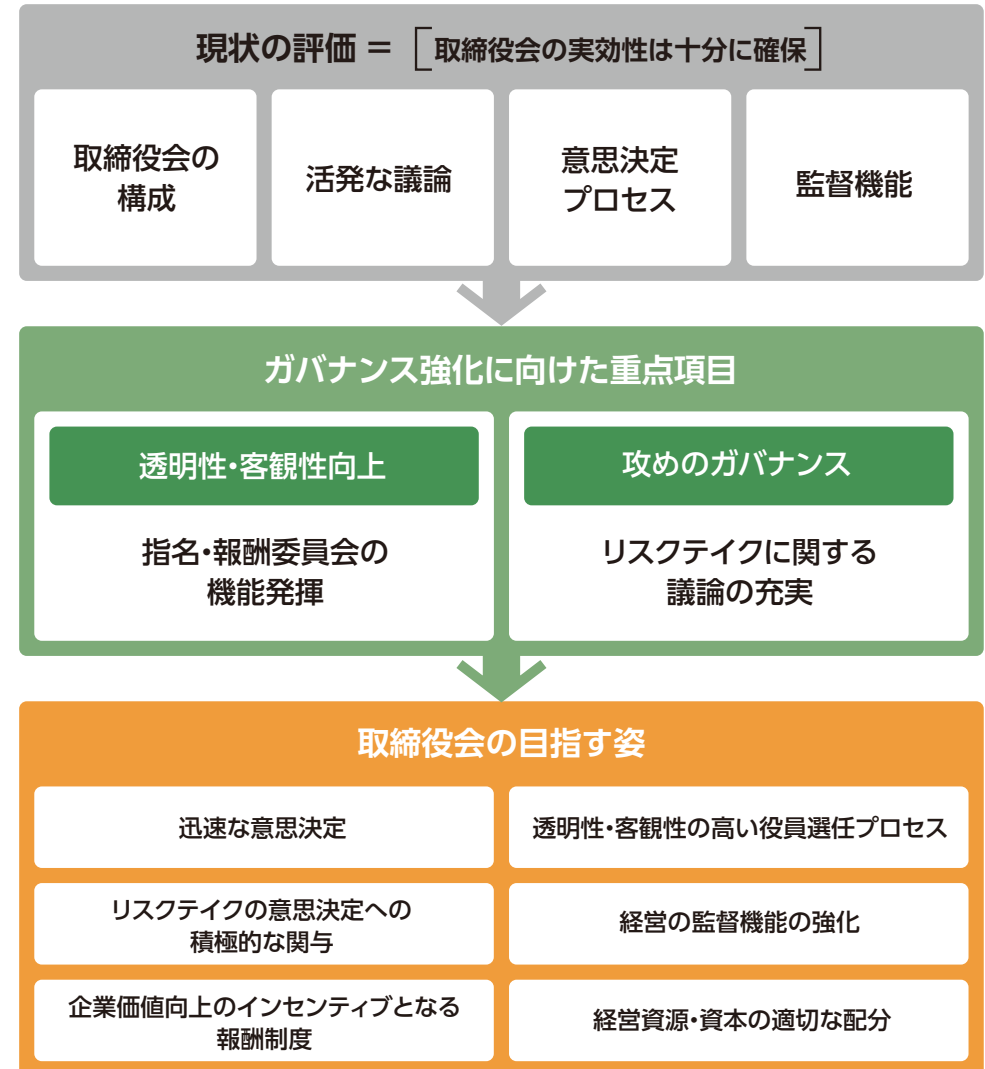 現状の評価 = [取締役会の実効性は十分に確保]
取締役会の
構成
活発な議論
意思決定
プロセス
監督機能
ガバナンス強化に向けた重点項目
透明性・客観性向上
指名・報酬委員会の
機能発揮
攻めのガバナンス
リスクテイクに関する
議論の充実
取締役会の目指す姿
迅速な意思決定
透明性・客観性の高い役員選任プロセス
リスクテイクの意思決定への
積極的な関与
経営の監督機能の強化
企業価値向上のインセンティブとなる
報酬制度
経営資源・資本の適切な配分